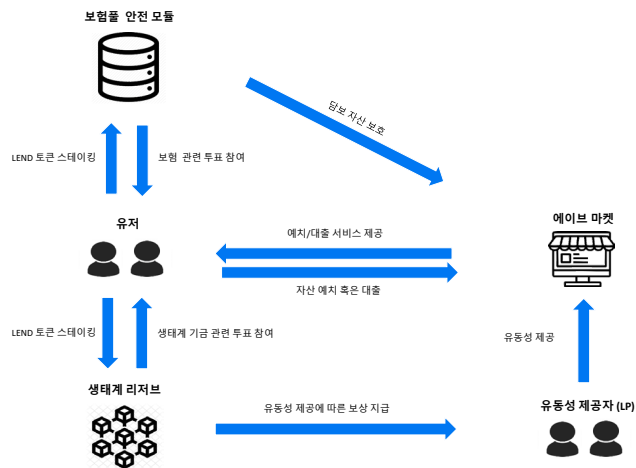 보험풀 안전 모듈
담보 자산 보호
LEND 토큰 스테이킹
보험 관련 투표 참여
유저
에이브 마켓
예치/대출 서비스 제공
자산 예치 혹은 대출
LEND 토큰 스테이킹
생태계 기금 관련 투표 참여
유동성 제공
생태계 리저브
유동성 제공에 따른 보상 지급
유동성 제공자 (LP)